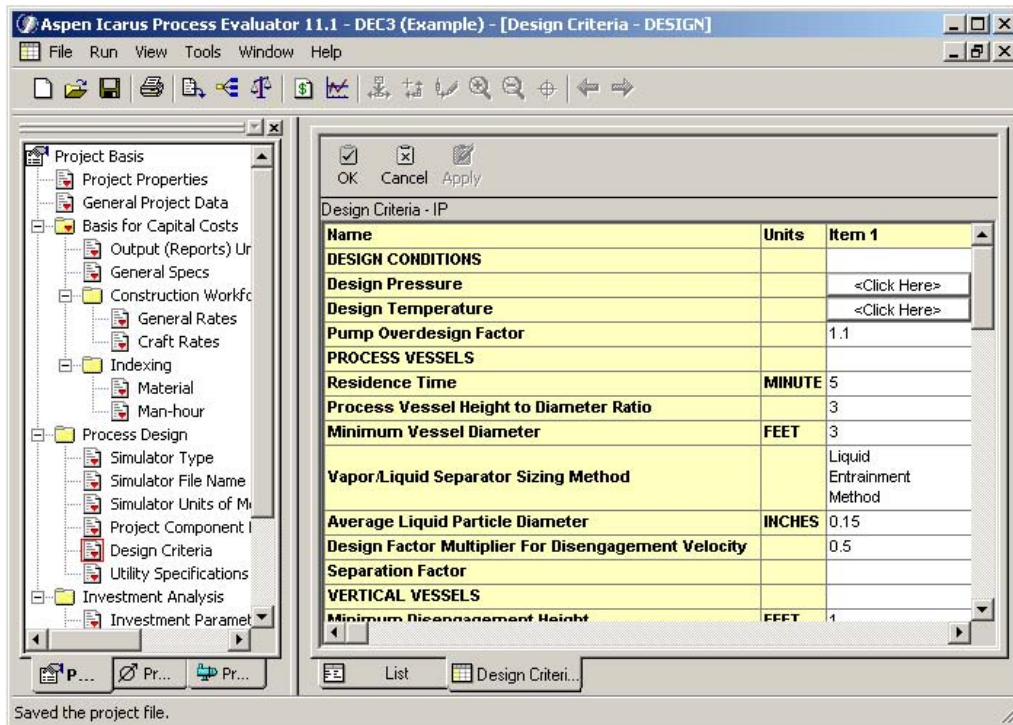 Aspen Icarus Process Evaluator 11.1 - DEC3 (Example) - [Design Criteria - DESIGN]
File Run View Tools Window Help
Project Basis
Project Properties
General Project Data
Basis for Capital Costs
Output (Reports) Ur
General Specs
Construction Workfo
General Rates
Craft Rates
Indexing
Material
Man-hour
Process Design
Simulator Type
Simulator File Name
Simulator Units of Me
Project Component I
Design Criteria
Utility Specifications
Investment Analysis
Investment Paramet
P... Pr... Pr...
OK Cancel Apply
Design Criteria - IP
Name Units Item 1
DESIGN CONDITIONS
Design Pressure <Click Here>
Design Temperature <Click Here>
Pump Overdesign Factor 1.1
PROCESS VESSELS
Residence Time MINUTE 5
Process Vessel Height to Diameter Ratio 3
Minimum Vessel Diameter FEET 3
Vapor/Liquid Separator Sizing Method Liquid
Entrainment
Method
Average Liquid Particle Diameter INCHES 0.15
Design Factor Multiplier For Disengagement Velocity 0.5
Separation Factor
VERTICAL VESSELS
Minimum Disengagement Height FEET 1
List Design Criteri...
Saved the project file.